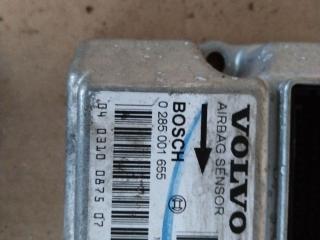 VOLVO
AIRBAG SENSOR
BOSCH
0 285 001 655
04 0310 0875 07